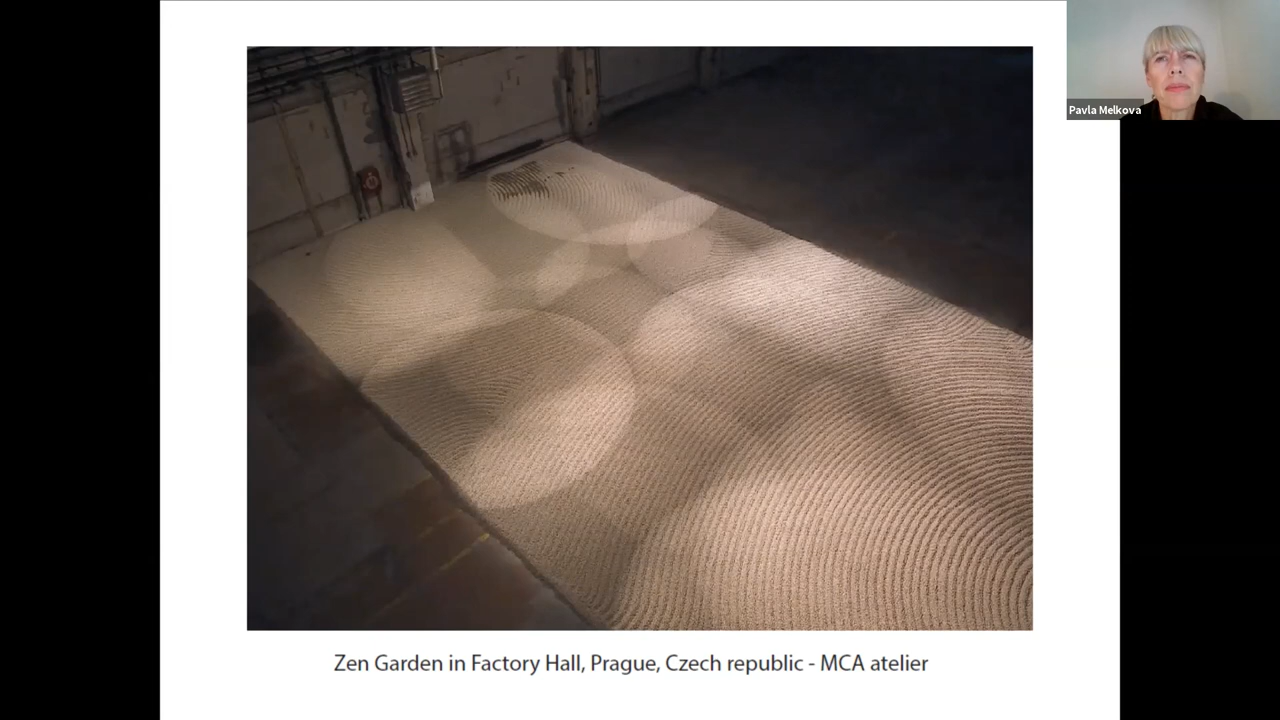 Pavla Melkova
Zen Garden in Factory Hall, Prague, Czech republic - MCA atelier